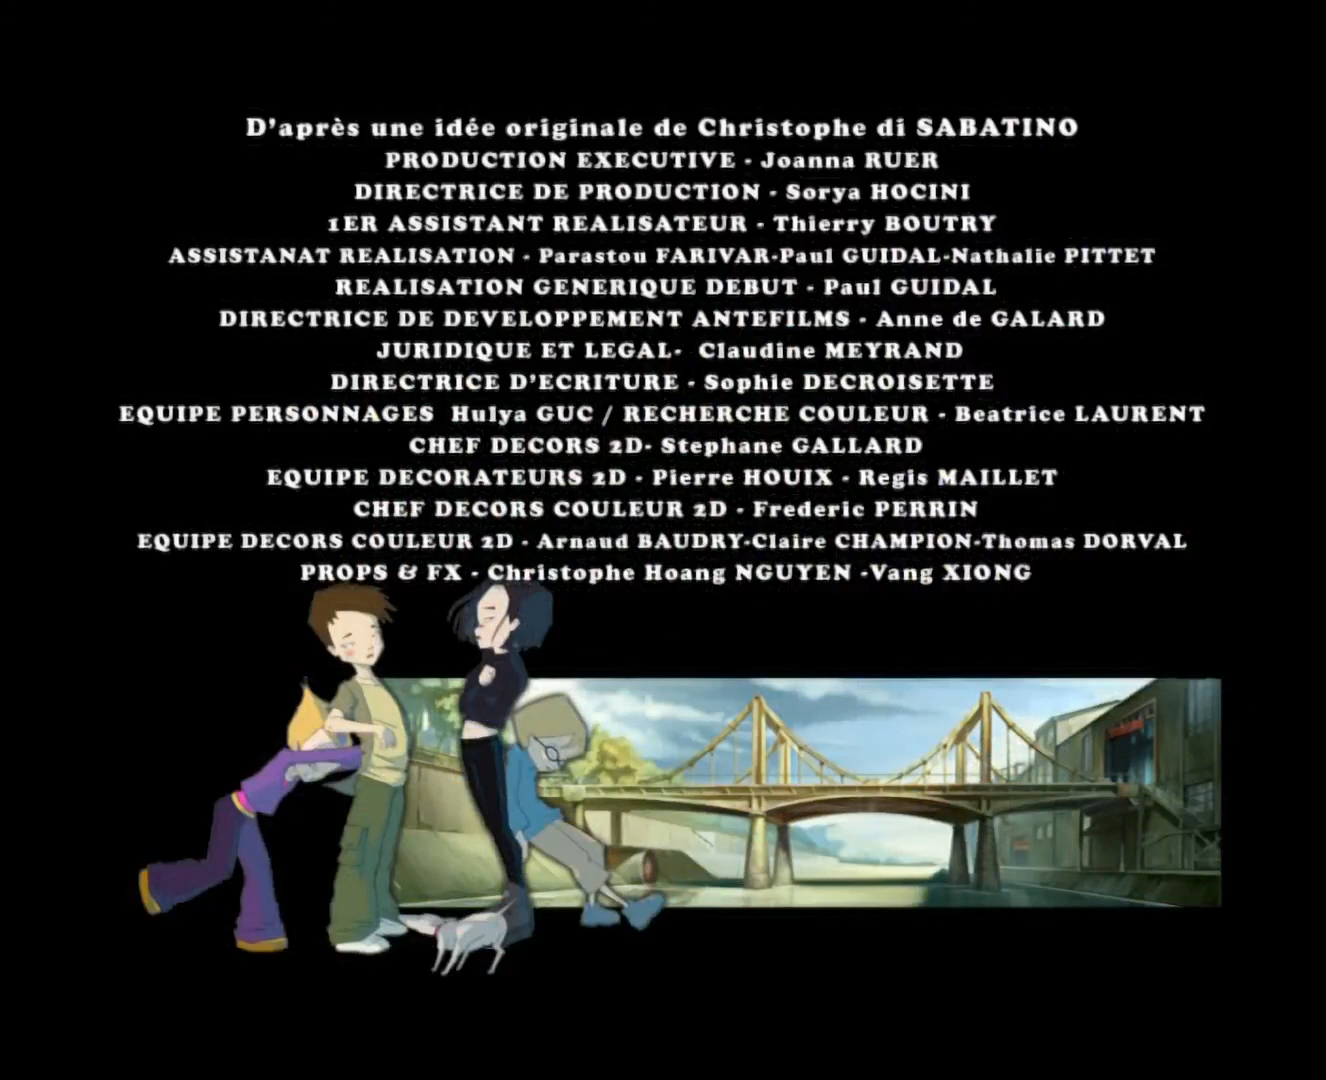 D'après une idée originale de Christophe di SABATINO
PRODUCTION EXECUTIVE - Joanna RUER
DIRECTRICE DE PRODUCTION - Sorya HOCINI
1ER ASSISTANT REALISATEUR - Thierry BOUTRY
ASSISTANAT REALISATION - Parastou FARIVAR-Paul GUIDAL-Nathalie PITTET
REALISATION GENERIQUE DEBUT - Paul GUIDAL
DIRECTRICE DE DEVELOPPEMENT ANTEFILMS - Anne de GALARD
JURIDIQUE ET LEGAL- Claudine MEYRAND
DIRECTRICE D'ECRITURE - Sophie DECROISETTE
EQUIPE PERSONNAGES Hulya GUC / RECHERCHE COULEUR - Beatrice LAURENT
CHEF DECORS 2D- Stephane GALLARD
EQUIPE DECORATEURS 2D - Pierre HOUIX - Regis MAILLET
CHEF DECORS COULEUR 2D - Frederic PERRIN
EQUIPE DECORS COULEUR 2D - Arnaud BAUDRY-Claire CHAMPION-Thomas DORVAL
PROPS & FX - Christophe Hoang NGUYEN -Vang XIONG